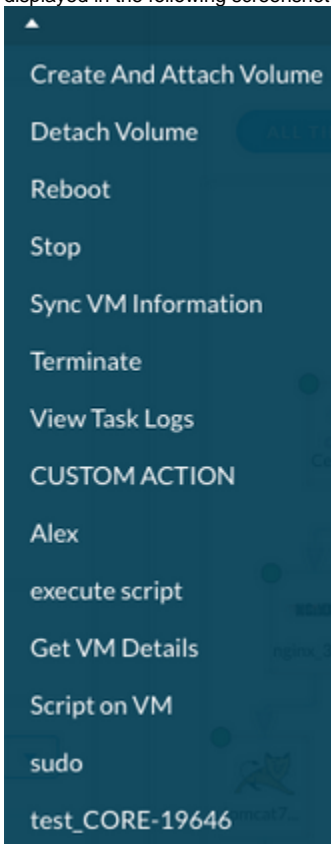 Create And Attach Volume
Detach Volume
Reboot
Stop
Sync VM Information
Terminate
View Task Logs
CUSTOM ACTION
Alex
execute script
Get VM Details
Script on VM
sudo
test_CORE-19646